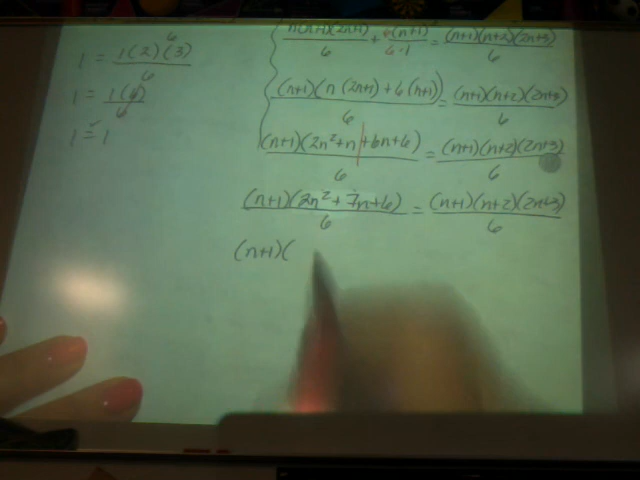 1 = 1(2)(3) / 6
1 = 1(6) / 6
1 = 1
n(n+1)(2n+1) / 6 + 6(n+1)² / 6·1 = (n+1)(n+2)(2n+3) / 6
(n+1)(n(2n+1) + 6(n+1)) / 6 = (n+1)(n+2)(2n+3) / 6
(n+1)(2n²+n+6n+6) / 6 = (n+1)(n+2)(2n+3) / 6
(n+1)(2n²+7n+6) / 6 = (n+1)(n+2)(2n+3) / 6
(n+1)(